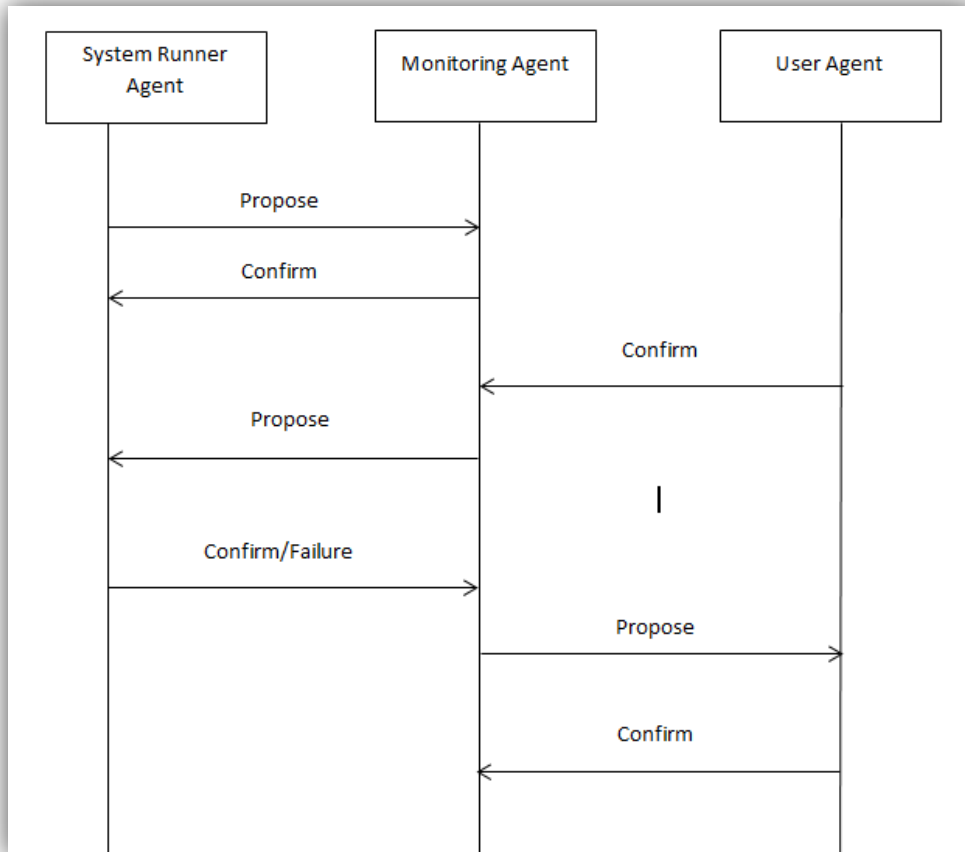 System Runner
Agent
Monitoring Agent
User Agent
Propose
Confirm
Confirm
Propose
Confirm/Failure
Propose
Confirm